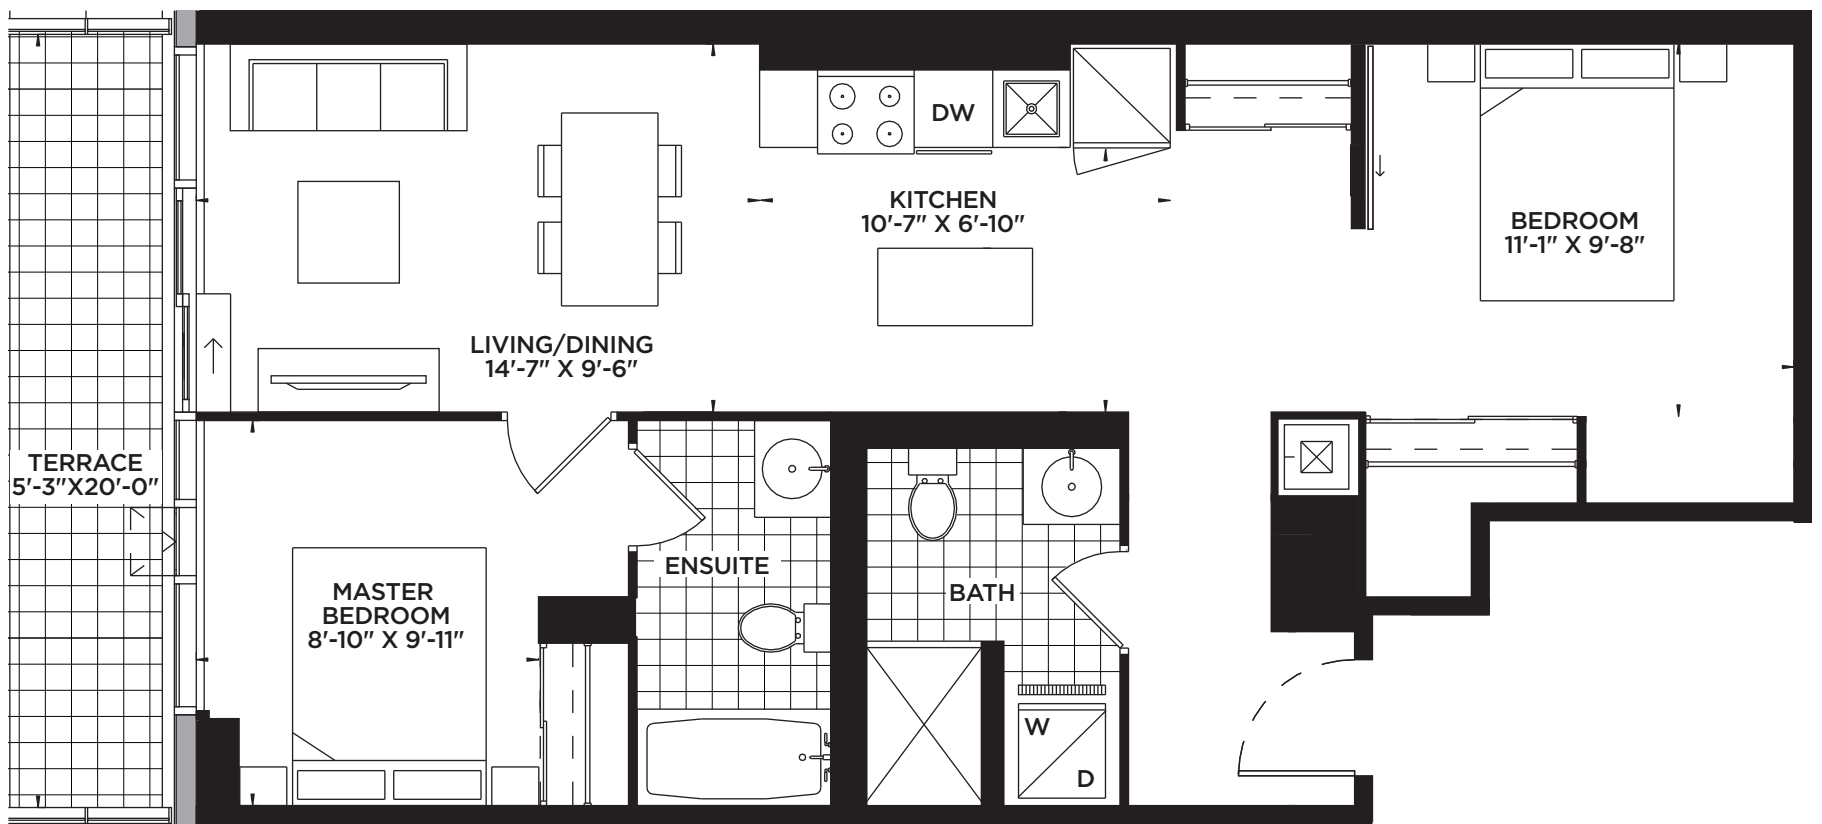 DW
KITCHEN
10'-7" X 6'-10"
BEDROOM
11'-1" X 9'-8"
LIVING/DINING
14'-7" X 9'-6"
TERRACE
5'-3"X20'-0"
ENSUITE
MASTER
BEDROOM
8'-10" X 9'-11"
BATH
W
D